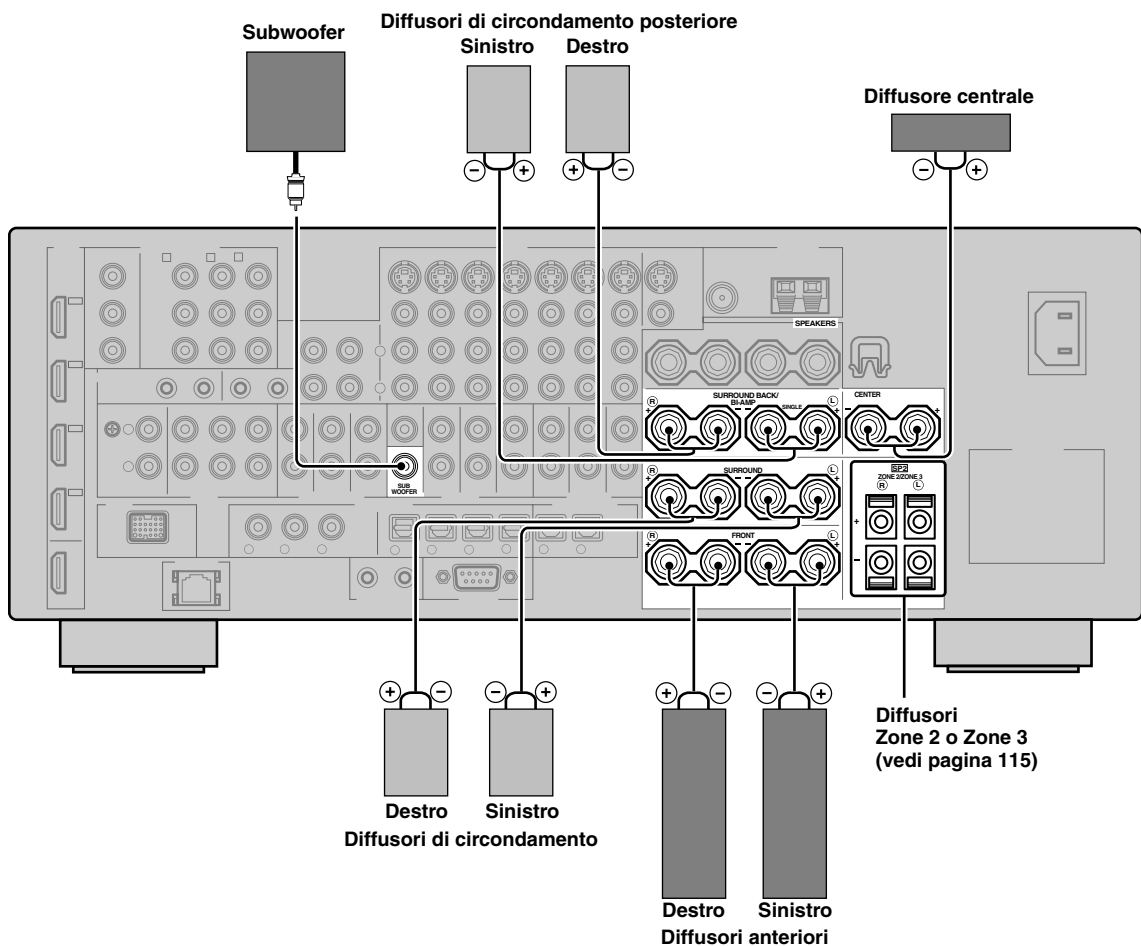 Diffusori di circondamento posteriore
Subwoofer
Sinistro Destro
Diffusore centrale
− + + −
− +
SPEAKERS
R SURROUND BACK/ L
BI-AMP
SINGLE
+ − − +
CENTER
− +
SUB
WOOFER
R SURROUND L
+ − − +
SP2
ZONE 2/ZONE 3
R L
+
−
R FRONT L
+ − − +
+ − − +
+ − − +
Diffusori
Zone 2 o Zone 3
(vedi pagina 115)
Destro Sinistro
Diffusori di circondamento
Destro Sinistro
Diffusori anteriori